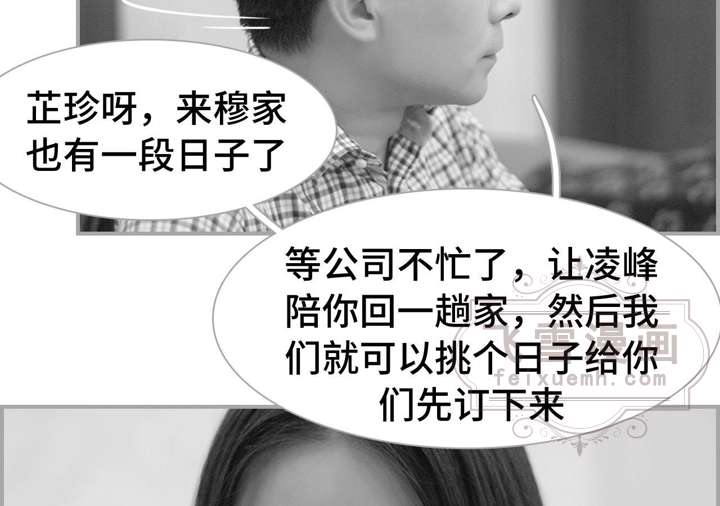 芷珍呀，来穆家
也有一段日子了
等公司不忙了，让凌峰
陪你回一趟家，然后我
们就可以挑个日子给你
们先订下来
飞雪漫画
feixuemh.com